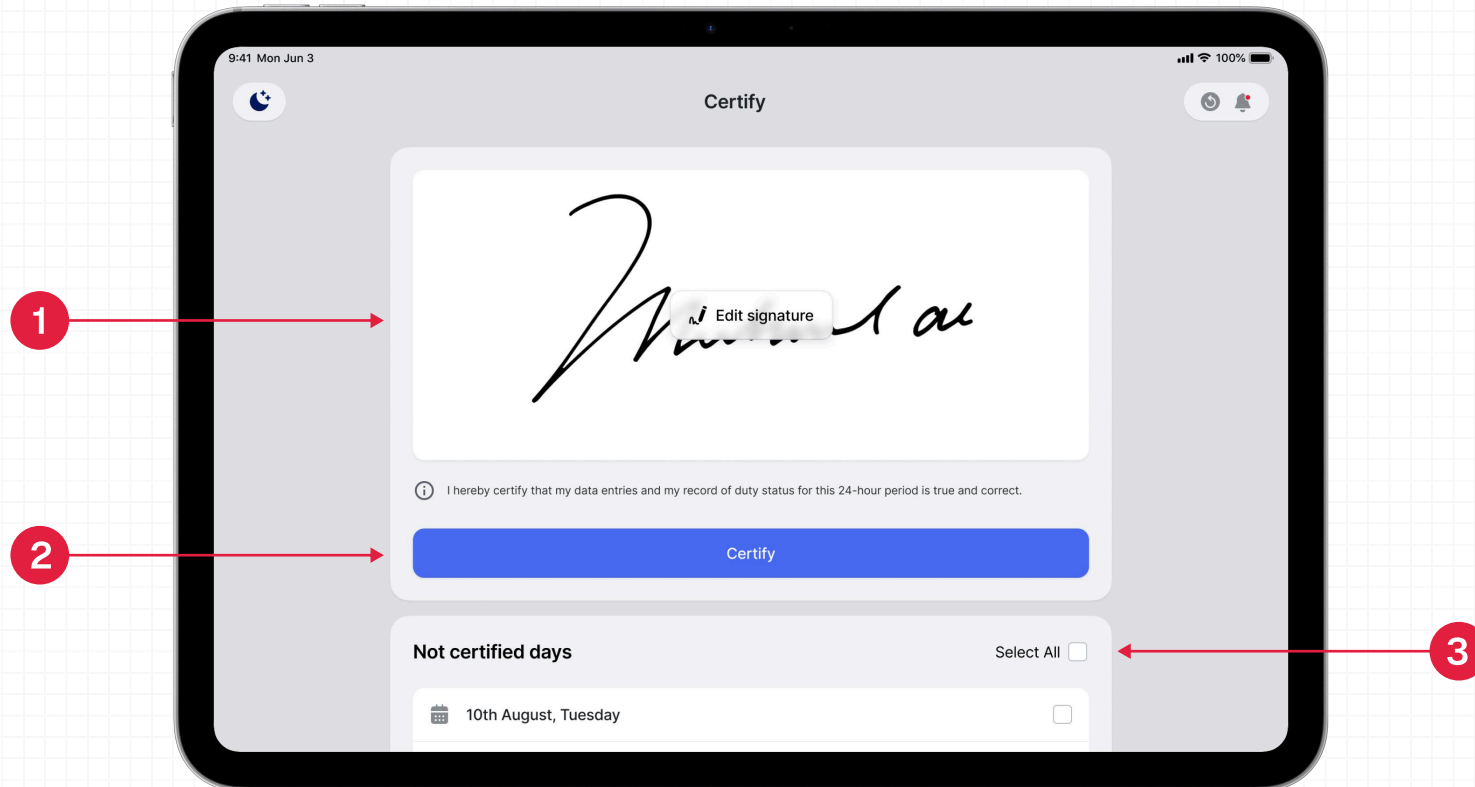 9:41 Mon Jun 3
100%
Certify
Edit signature
1
I hereby certify that my data entries and my record of duty status for this 24-hour period is true and correct.
2
Certify
Not certified days
Select All
3
10th August, Tuesday